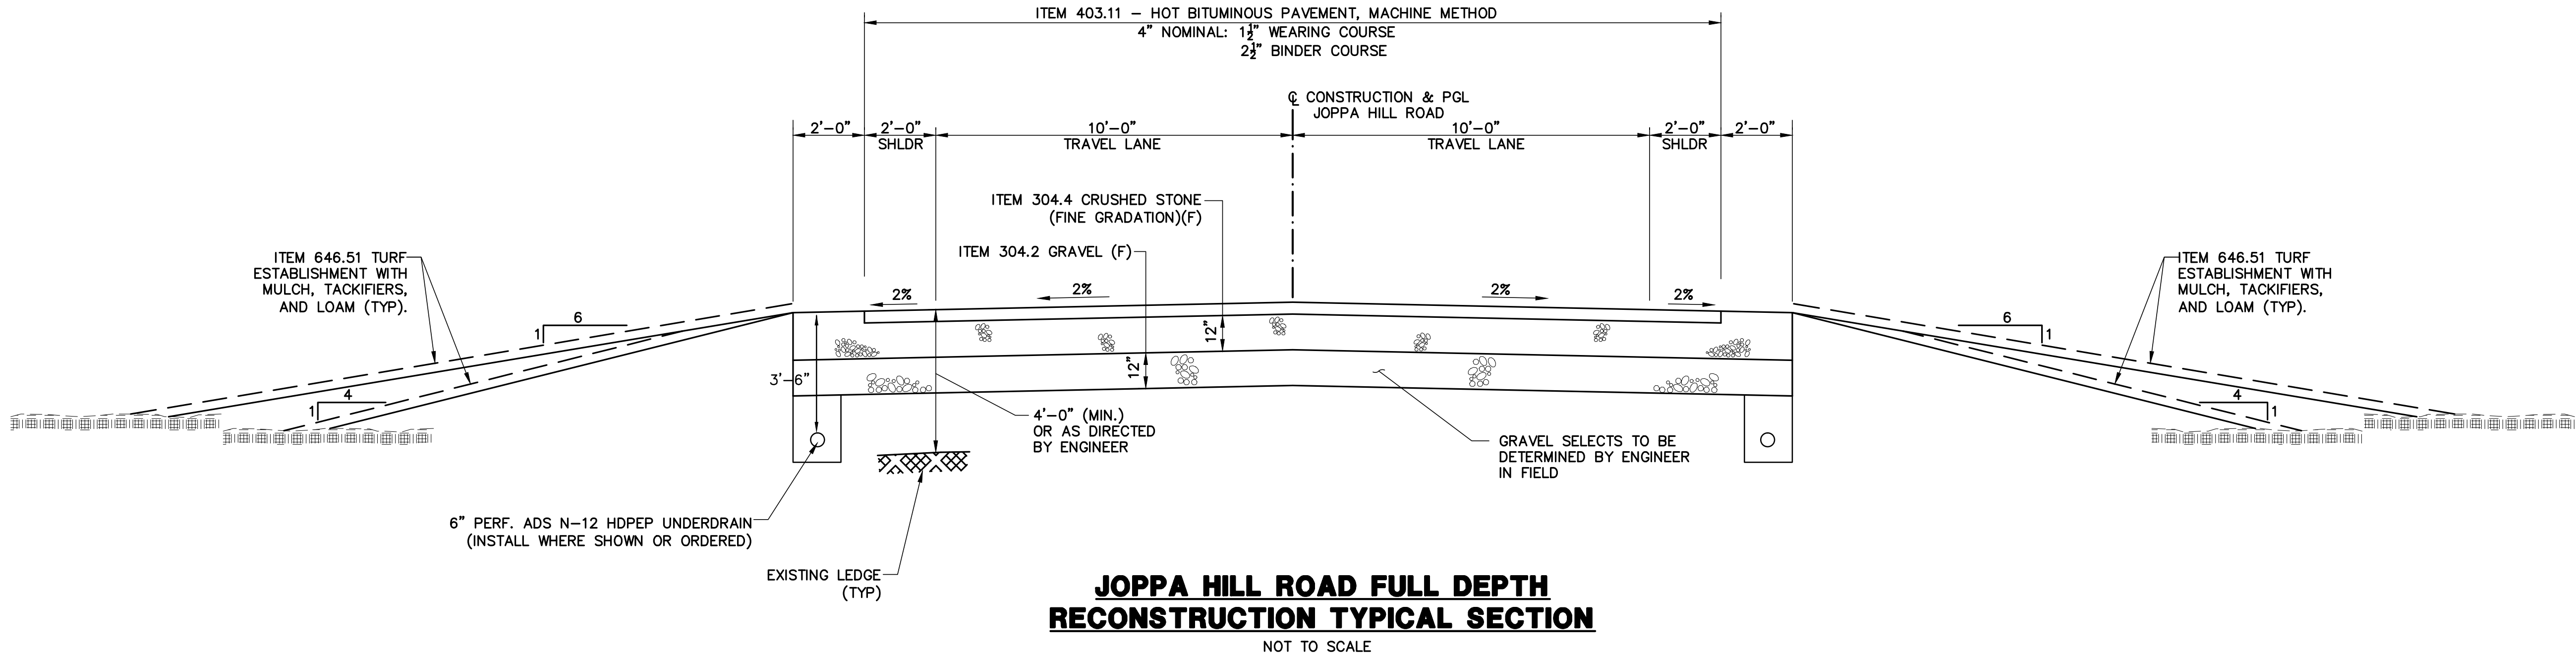 ITEM 403.11 – HOT BITUMINOUS PAVEMENT, MACHINE METHOD
4" NOMINAL: 1½" WEARING COURSE
2½" BINDER COURSE
℄ CONSTRUCTION & PGL
JOPPA HILL ROAD
2'-0"
2'-0"
10'-0"
10'-0"
2'-0"
2'-0"
SHLDR
TRAVEL LANE
TRAVEL LANE
SHLDR
ITEM 304.4 CRUSHED STONE
(FINE GRADATION)(F)
ITEM 304.2 GRAVEL (F)
ITEM 646.51 TURF
ESTABLISHMENT WITH
MULCH, TACKIFIERS,
AND LOAM (TYP).
ITEM 646.51 TURF
ESTABLISHMENT WITH
MULCH, TACKIFIERS,
AND LOAM (TYP).
2%
2%
2%
2%
6
1
6
1
12"
12"
3'-6"
4
1
4
1
4'-0" (MIN.)
OR AS DIRECTED
BY ENGINEER
GRAVEL SELECTS TO BE
DETERMINED BY ENGINEER
IN FIELD
6" PERF. ADS N-12 HDPEP UNDERDRAIN
(INSTALL WHERE SHOWN OR ORDERED)
EXISTING LEDGE
(TYP)
JOPPA HILL ROAD FULL DEPTH
RECONSTRUCTION TYPICAL SECTION
NOT TO SCALE